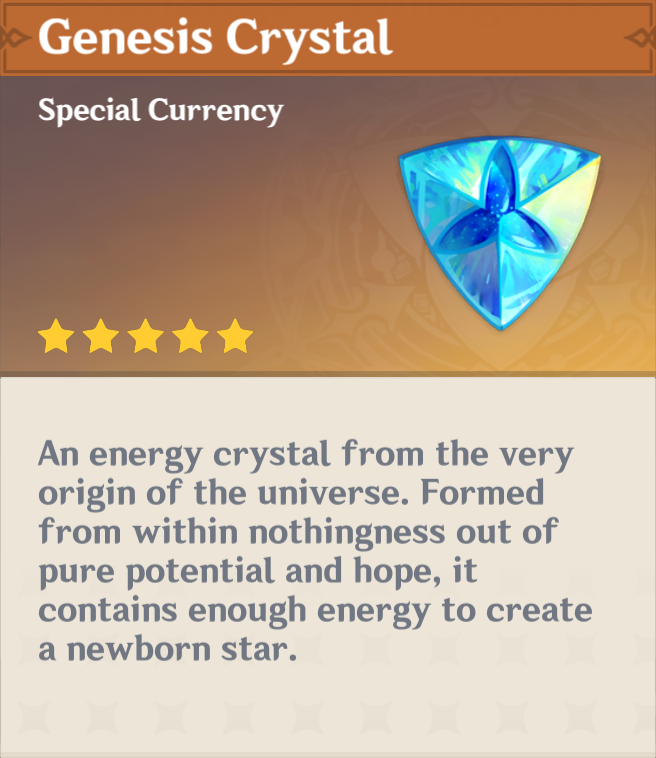 Genesis Crystal
Special Currency
An energy crystal from the very
origin of the universe. Formed
from within nothingness out of
pure potential and hope, it
contains enough energy to create
a newborn star.